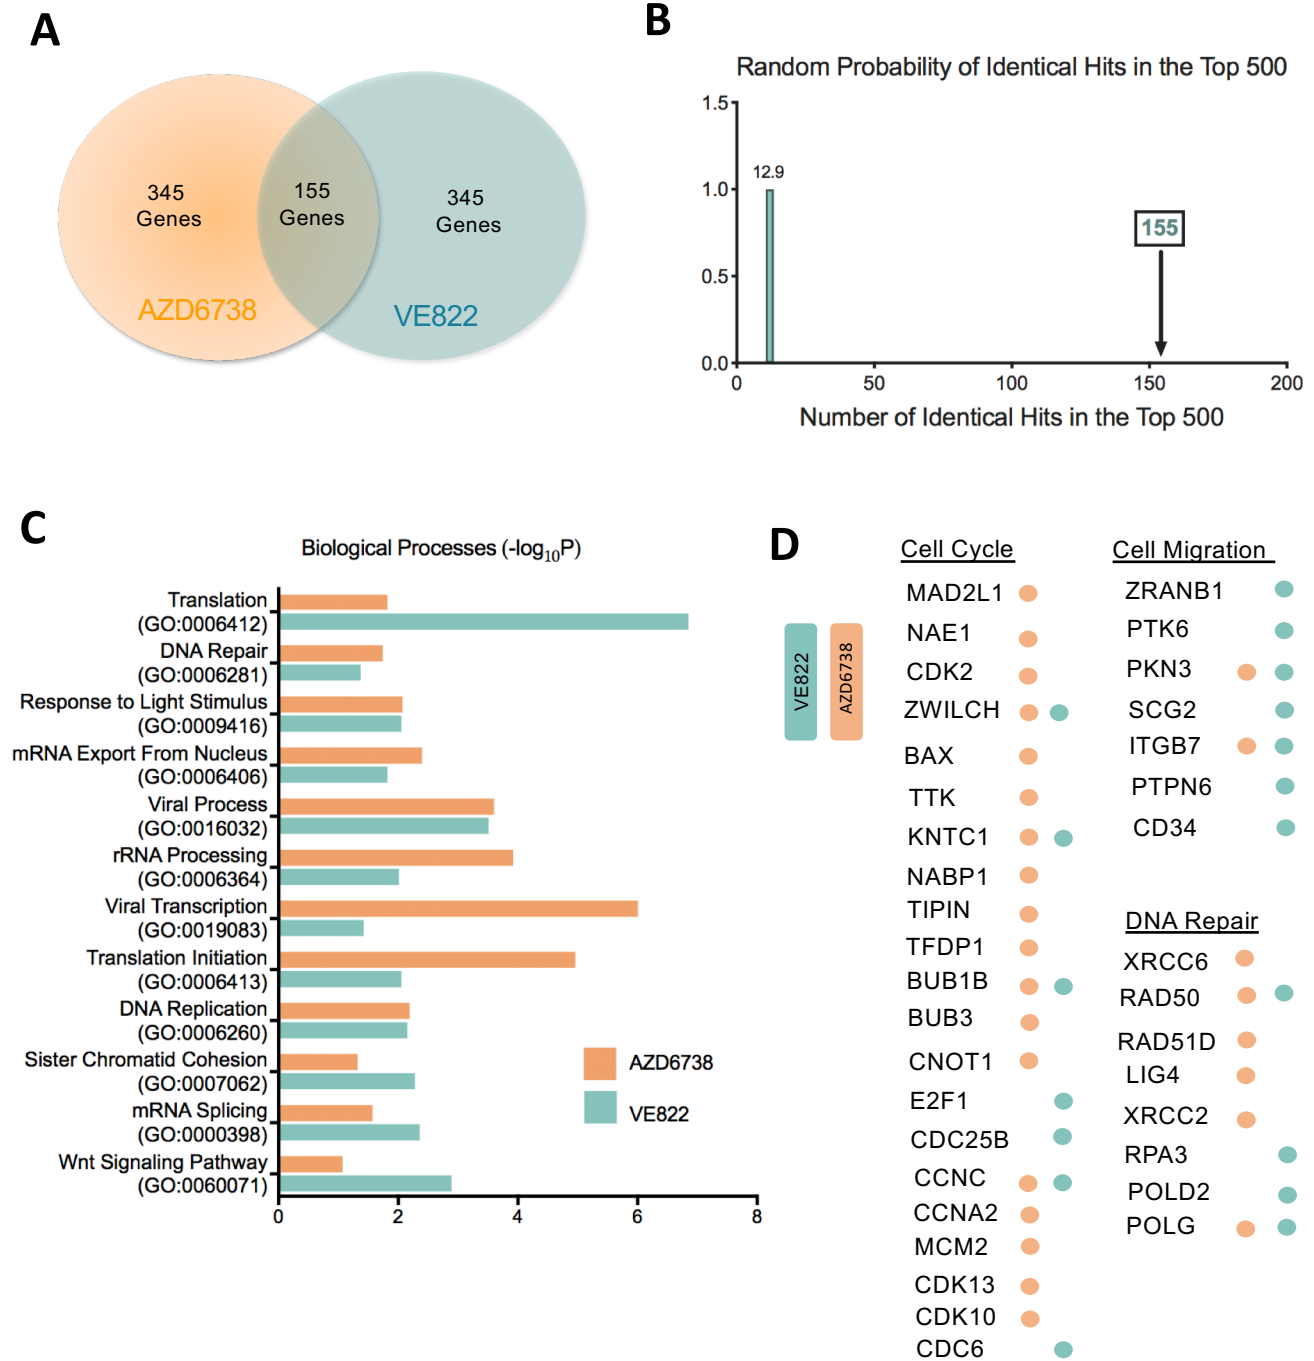 A
345
Genes
155
Genes
345
Genes
AZD6738
VE822
B
Random Probability of Identical Hits in the Top 500
1.5
12.9
1.0
155
0.5
0.0
0 50 100 150 200
Number of Identical Hits in the Top 500
C
Biological Processes (-log10P)
Translation
(GO:0006412)
DNA Repair
(GO:0006281)
Response to Light Stimulus
(GO:0009416)
mRNA Export From Nucleus
(GO:0006406)
Viral Process
(GO:0016032)
rRNA Processing
(GO:0006364)
Viral Transcription
(GO:0019083)
Translation Initiation
(GO:0006413)
DNA Replication
(GO:0006260)
Sister Chromatid Cohesion
(GO:0007062)
mRNA Splicing
(GO:0000398)
Wnt Signaling Pathway
(GO:0060071)
0 2 4 6 8
AZD6738
VE822
D
VE822
AZD6738
Cell Cycle
MAD2L1
NAE1
CDK2
ZWILCH
BAX
TTK
KNTC1
NABP1
TIPIN
TFDP1
BUB1B
BUB3
CNOT1
E2F1
CDC25B
CCNC
CCNA2
MCM2
CDK13
CDK10
CDC6
Cell Migration
ZRANB1
PTK6
PKN3
SCG2
ITGB7
PTPN6
CD34
DNA Repair
XRCC6
RAD50
RAD51D
LIG4
XRCC2
RPA3
POLD2
POLG